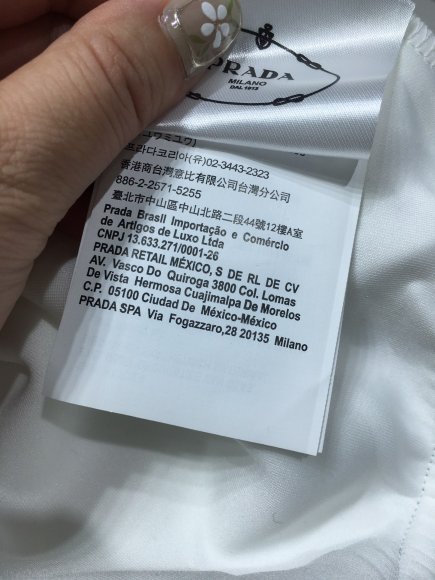 PRADA
MILANO
DAL 1913
프라다코리아(유)02-3443-2323
香港商台灣意比有限公司台灣分公司
886-2-2571-5255
臺北市中山區中山北路二段44號12樓A室
Prada Brasil Importação e Comércio
de Artigos de Luxo Ltda
CNPJ 13.633.271/0001-26
PRADA RETAIL MÉXICO, S DE RL DE CV
AV. Vasco Do Quiroga 3800 Col. Lomas
De Vista Hermosa Cuajimalpa De Morelos
C.P. 05100 Ciudad De México-México
PRADA SPA Via Fogazzaro,28 20135 Milano